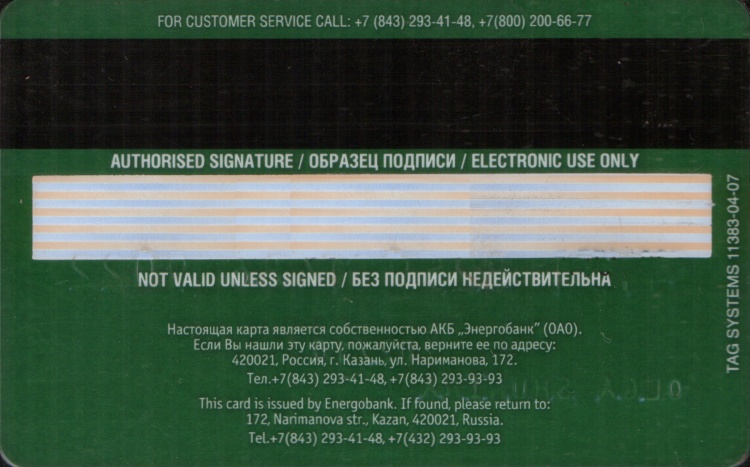 FOR CUSTOMER SERVICE CALL: +7 (843) 293-41-48, +7(800) 200-66-77
AUTHORISED SIGNATURE / ОБРАЗЕЦ ПОДПИСИ / ELECTRONIC USE ONLY
NOT VALID UNLESS SIGNED / БЕЗ ПОДПИСИ НЕДЕЙСТВИТЕЛЬНА
TAG SYSTEMS 11383-04-07
Настоящая карта является собственностью АКБ „Энергобанк" (ОАО).
Если Вы нашли эту карту, пожалуйста, верните ее по адресу:
420021, Россия, г. Казань, ул. Нариманова, 172.
Тел.+7(843) 293-41-48, +7(843) 293-93-93
This card is issued by Energobank. If found, please return to:
172, Narimanova str., Kazan, 420021, Russia.
Tel.+7(843) 293-41-48, +7(432) 293-93-93